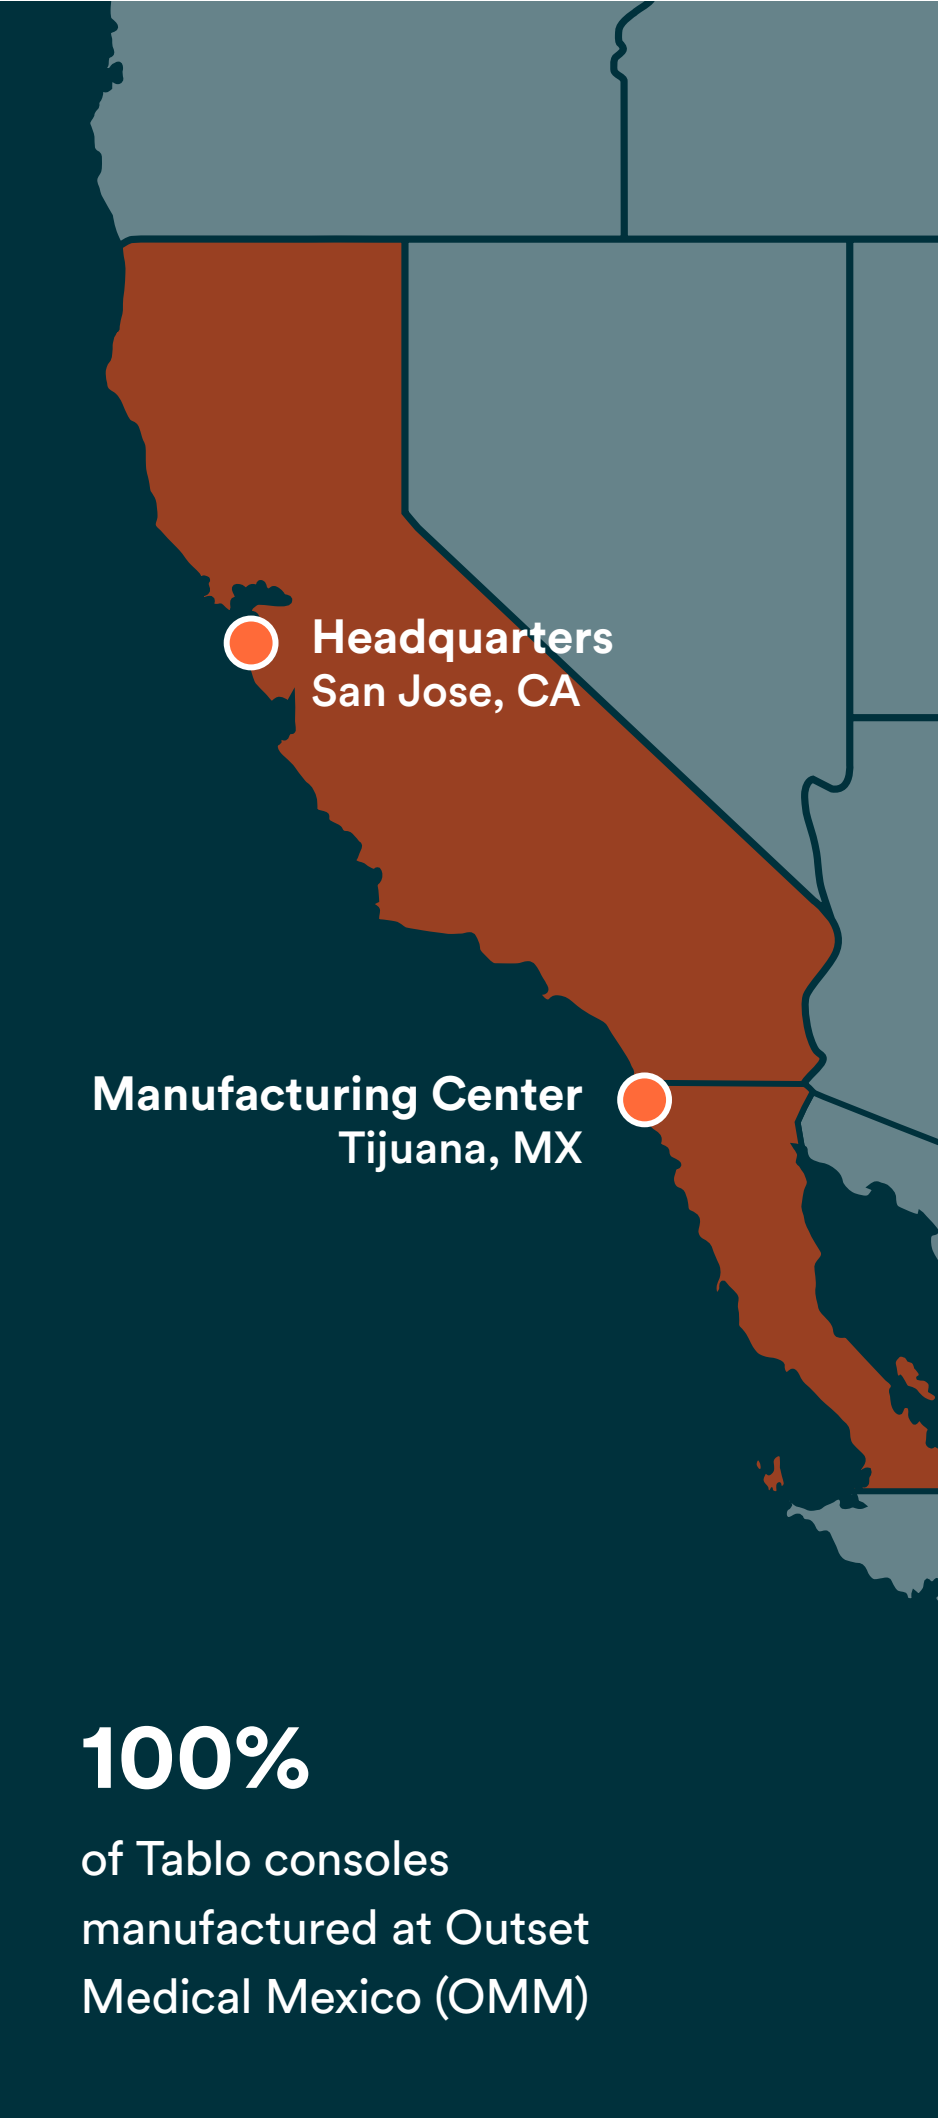 Headquarters
San Jose, CA
Manufacturing Center
Tijuana, MX
100%
of Tablo consoles
manufactured at Outset
Medical Mexico (OMM)